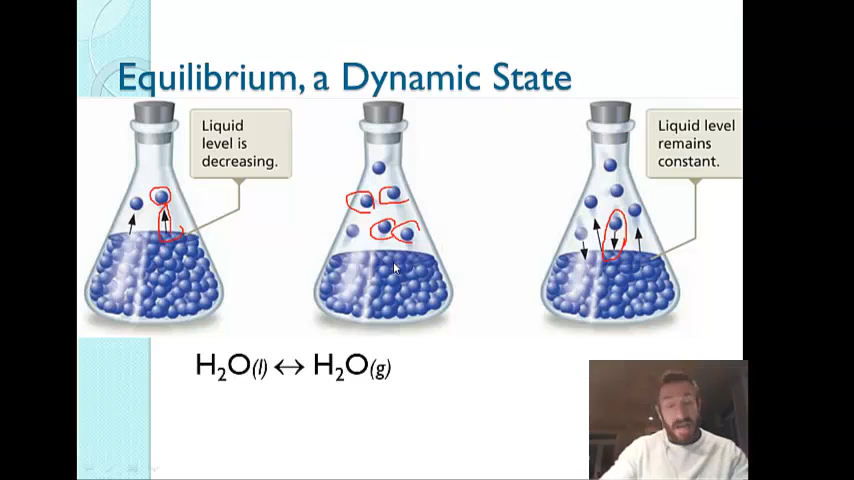 Equilibrium, a Dynamic State
Liquid
level is
decreasing.
Liquid level
remains
constant.
H₂O(l) ↔ H₂O(g)